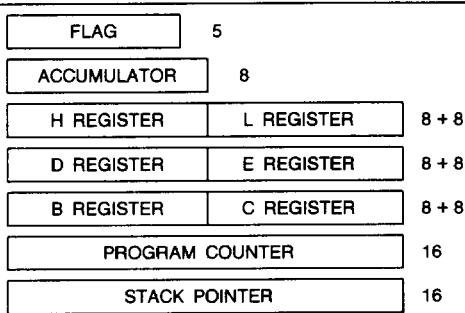 FLAG 5
ACCUMULATOR 8
H REGISTER L REGISTER 8 + 8
D REGISTER E REGISTER 8 + 8
B REGISTER C REGISTER 8 + 8
PROGRAM COUNTER 16
STACK POINTER 16